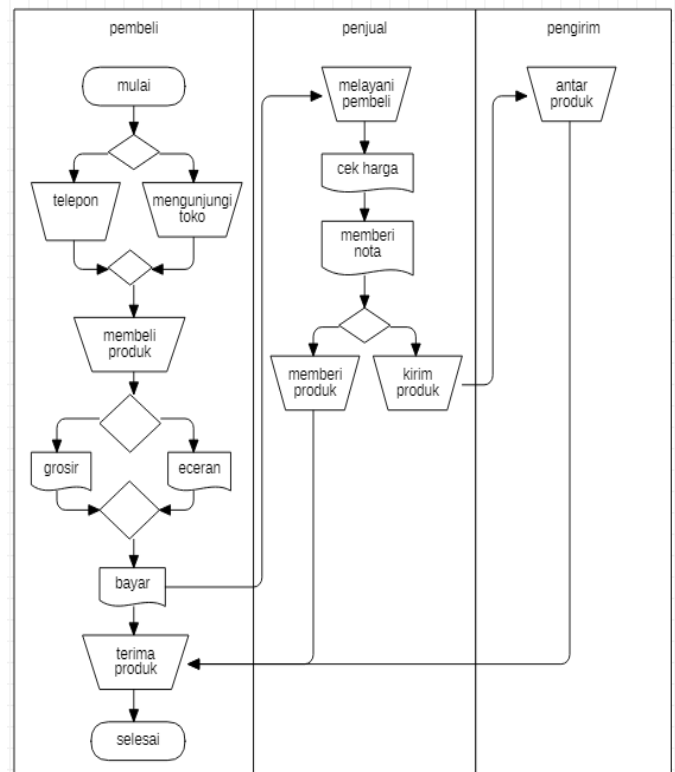 pembeli
penjual
pengirim
mulai
telepon
mengunjungi
toko
membeli
produk
grosir
eceran
bayar
terima
produk
selesai
melayani
pembeli
cek harga
memberi
nota
memberi
produk
kirim
produk
antar
produk